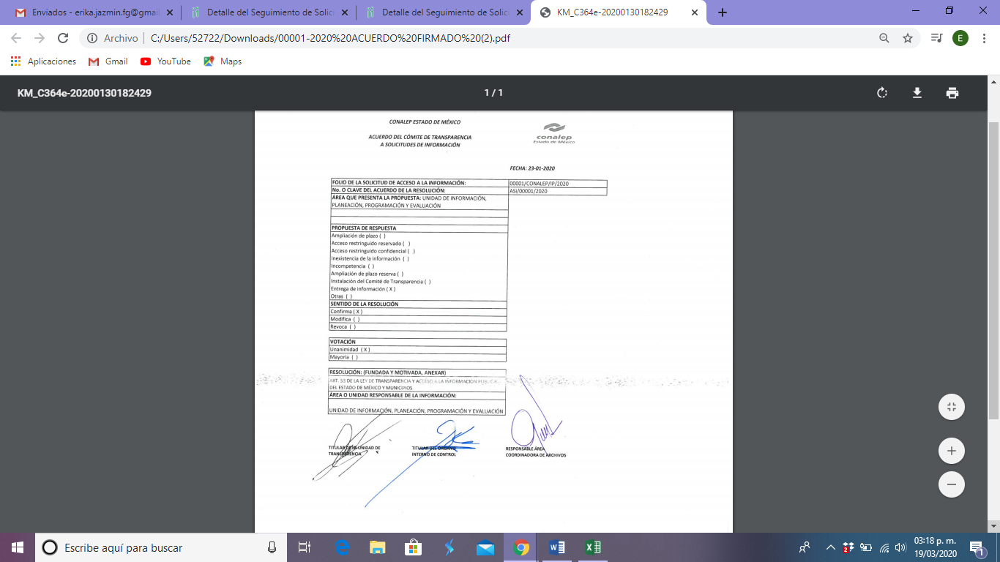 Enviados - erika.jazmin.fg@gmai
Detalle del Seguimiento de Solici
Detalle del Seguimiento de Solici
KM_C364e-20200130182429
Archivo
C:/Users/52722/Downloads/00001-2020%20ACUERDO%20FIRMADO%20(2).pdf
E
Aplicaciones
Gmail
YouTube
Maps
KM_C364e-20200130182429
1 / 1
CONALEP ESTADO DE MÉXICO
ACUERDO DEL CÓMITE DE TRANSPARENCIA
A SOLICITUDES DE INFORMACIÓN
conalep
Estado de México
FECHA: 23-01-2020
FOLIO DE LA SOLICITUD DE ACCESO A LA INFORMACIÓN: 00001/CONALEP/IP/2020
No. O CLAVE DEL ACUERDO DE LA RESOLUCIÓN: ASI/00001/2020
ÁREA QUE PRESENTA LA PROPUESTA: UNIDAD DE INFORMACIÓN,
PLANEACIÓN, PROGRAMACIÓN Y EVALUACIÓN
PROPUESTA DE RESPUESTA
Ampliación de plazo ( )
Acceso restringuido reservado ( )
Acceso restringuido confidencial ( )
Inexistencia de la información ( )
Incompetencia ( )
Ampliación de plazo reserva ( )
Instalación del Comité de Transparencia ( )
Entrega de información ( X )
Otras ( )
SENTIDO DE LA RESOLUCIÓN
Confirma ( X )
Modifica ( )
Revoca ( )
VOTACIÓN
Unanimidad ( X )
Mayoría ( )
RESOLUCIÓN: (FUNDADA Y MOTIVADA, ANEXAR)
ART. 53 DE LA LEY DE TRANSPARENCIA Y ACCESO A LA INFORMACIÓN PÚBLICA
DEL ESTADO DE MÉXICO Y MUNICIPIOS
ÁREA O UNIDAD RESPONSABLE DE LA INFORMACIÓN:
UNIDAD DE INFORMACIÓN, PLANEACIÓN, PROGRAMACIÓN Y EVALUACIÓN
TITULAR DE LA UNIDAD DE
TRANSPARENCIA
TITULAR DEL ÓRGANO
INTERNO DE CONTROL
RESPONSABLE ÁREA
COORDINADORA DE ARCHIVOS
Escribe aquí para buscar
03:18 p. m.
19/03/2020